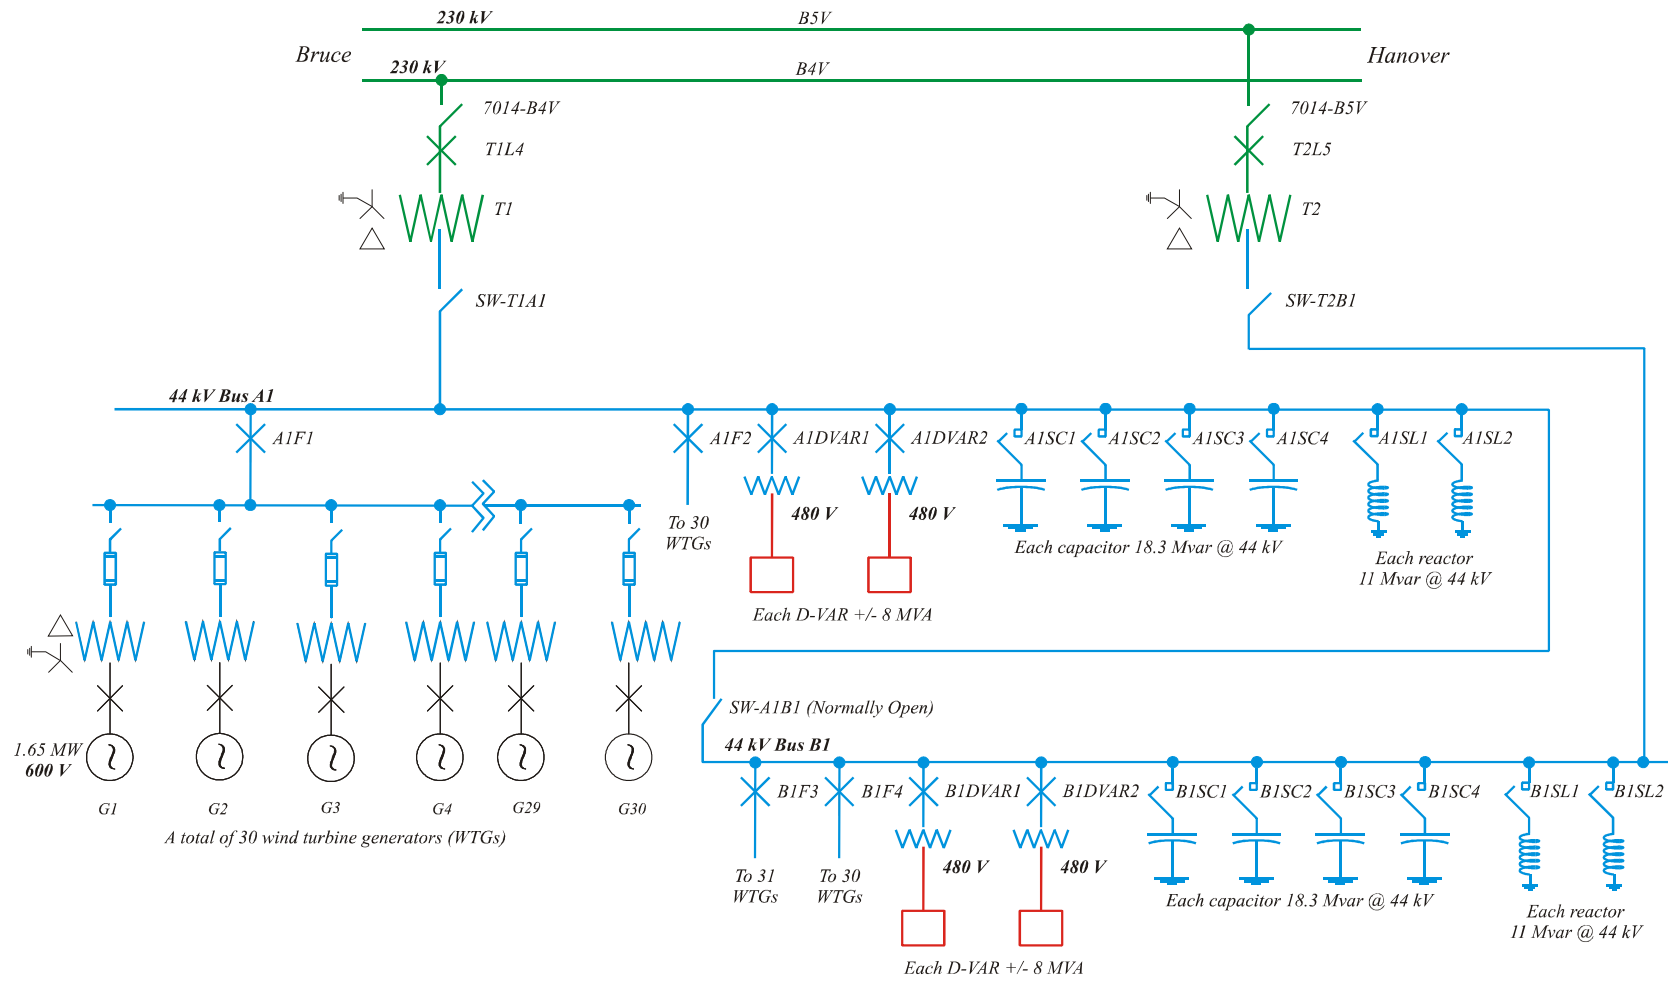 230 kV
B5V
Bruce
Hanover
230 kV
B4V
7014-B4V
7014-B5V
T1L4
T2L5
T1
T2
SW-T1A1
SW-T2B1
44 kV Bus A1
A1F1
A1F2
A1DVAR1
A1DVAR2
A1SC1
A1SC2
A1SC3
A1SC4
A1SL1
A1SL2
480 V
480 V
To 30
WTGs
Each capacitor 18.3 Mvar @ 44 kV
Each reactor
11 Mvar @ 44 kV
Each D-VAR +/- 8 MVA
SW-A1B1 (Normally Open)
44 kV Bus B1
1.65 MW
600 V
G1
G2
G3
G4
G29
G30
A total of 30 wind turbine generators (WTGs)
B1F3
B1F4
B1DVAR1
B1DVAR2
B1SC1
B1SC2
B1SC3
B1SC4
B1SL1
B1SL2
To 31
WTGs
To 30
WTGs
480 V
480 V
Each capacitor 18.3 Mvar @ 44 kV
Each reactor
11 Mvar @ 44 kV
Each D-VAR +/- 8 MVA